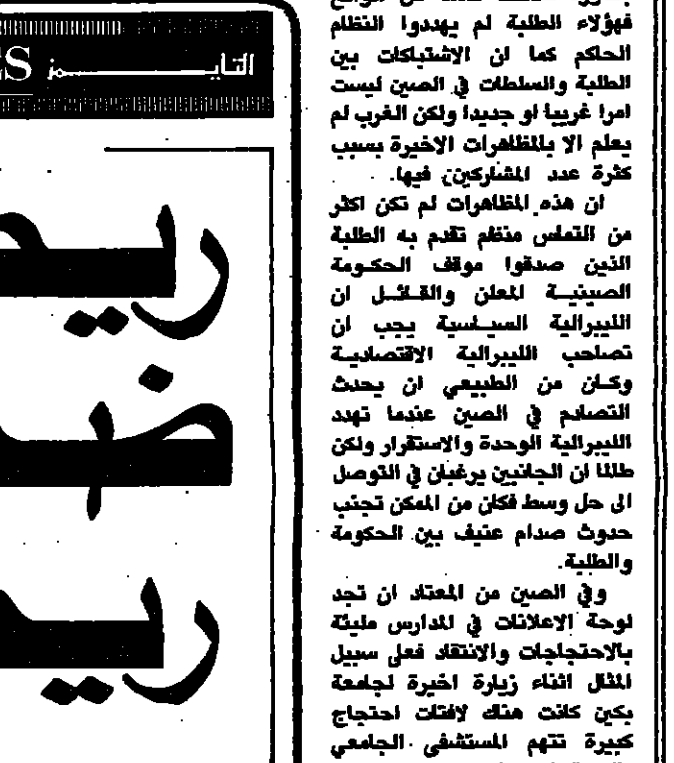 فهؤلاء الطلبة لم يهددوا النظام
الحاكم كما ان الاشتباكات بين
الطلبة والسلطات في الصين ليست
امرا غريبا او جديدا ولكن الغرب لم
يعلم الا بالمظاهرات الاخيرة بسبب
كثرة عدد المشاركين فيها.
ان هذه المظاهرات لم تكن اكثر
من التماس منظم تقدم به الطلبة
الذين صدقوا موقف الحكومة
الصينية المعلن والقائل ان
الليبرالية السياسية يجب ان
تصاحب الليبرالية الاقتصادية
وكان من الطبيعي ان يحدث
التصادم في الصين عندما تهدد
الليبرالية الوحدة والاستقرار ولكن
طالما ان الجانبين يرغبان في التوصل
الى حل وسط فكان من الممكن تجنب
حدوث صدام عنيف بين الحكومة
والطلبة.
وفي الصين من المعتاد ان تجد
لوحة الاعلانات في المدارس مليئة
بالاحتجاجات والانتقاد فعلى سبيل
المثال اثناء زيارة اخيرة لجامعة
بكين كانت هناك لافتات احتجاج
كبيرة تتهم المستشفى الجامعي
التايمز